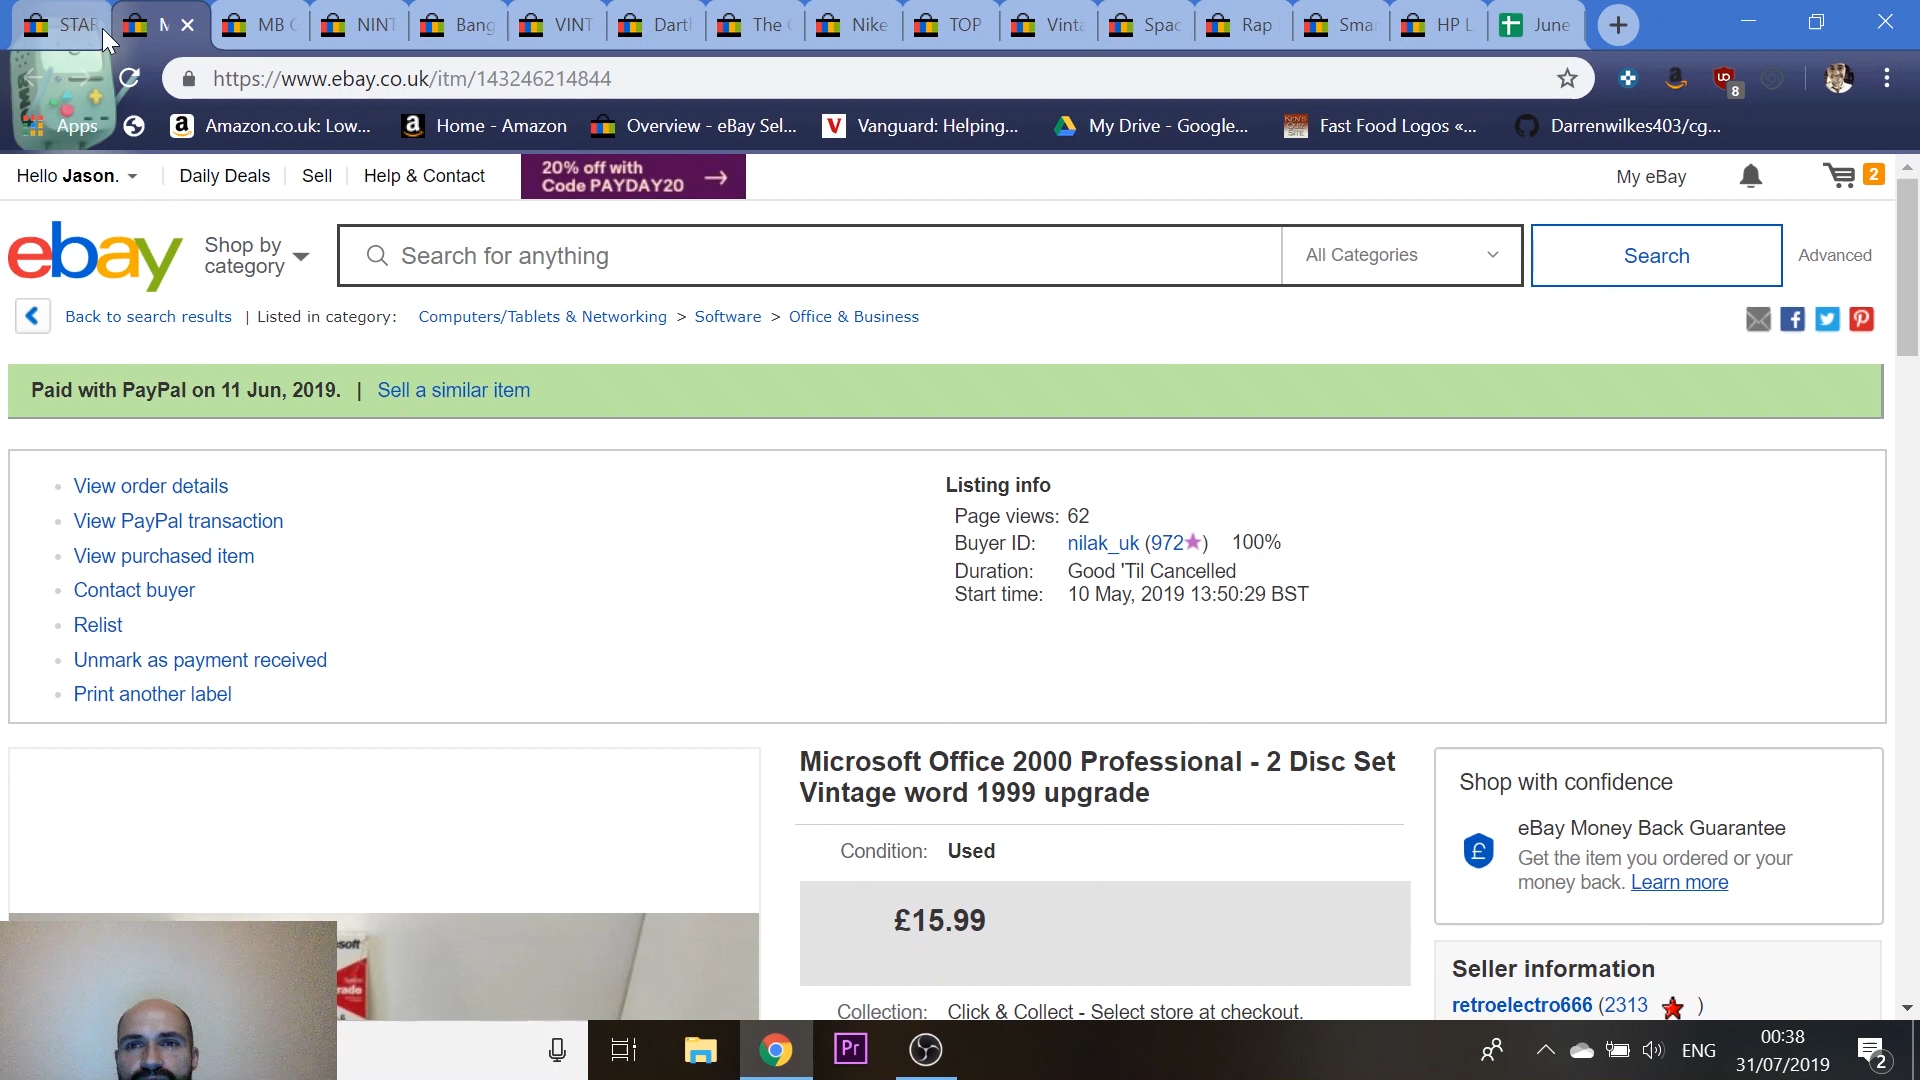 STAR
M
MB
NINT
Bang
VINT
Dart
The
Nike
TOP
Vinta
Spac
Rap
Smar
HP L
June
https://www.ebay.co.uk/itm/143246214844
8
Apps
Amazon.co.uk: Low...
Home - Amazon
Overview - eBay Sel...
Vanguard: Helping...
My Drive - Google...
Fast Food Logos «...
Darrenwilkes403/cg...
Hello Jason.
Daily Deals
Sell
Help & Contact
20% off with
Code PAYDAY20
My eBay
2
ebay
Shop by
category
Search for anything
All Categories
Search
Advanced
Back to search results | Listed in category: Computers/Tablets & Networking > Software > Office & Business
Paid with PayPal on 11 Jun, 2019. | Sell a similar item
View order details
View PayPal transaction
View purchased item
Contact buyer
Relist
Unmark as payment received
Print another label
Listing info
Page views: 62
Buyer ID: nilak_uk (972★) 100%
Duration: Good 'Til Cancelled
Start time: 10 May, 2019 13:50:29 BST
Microsoft Office 2000 Professional - 2 Disc Set
Vintage word 1999 upgrade
Condition: Used
£15.99
Collection: Click & Collect - Select store at checkout.
Shop with confidence
eBay Money Back Guarantee
Get the item you ordered or your
money back. Learn more
Seller information
retroelectro666 (2313 ★ )
Pr
ENG
00:38
31/07/2019
2